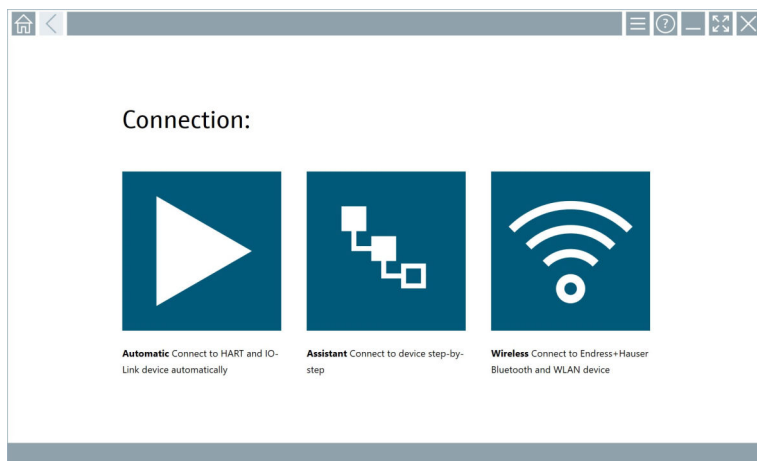 Connection:
Automatic Connect to HART and IO-
Link device automatically
Assistant Connect to device step-by-
step
Wireless Connect to Endress+Hauser
Bluetooth and WLAN device